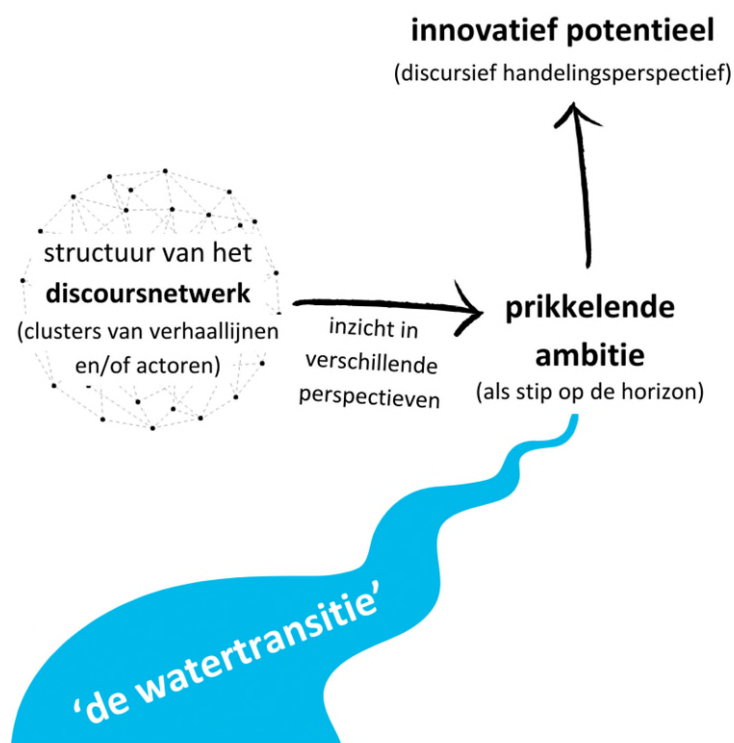 innovatief potentieel
(discursief handelingsperspectief)
structuur van het
discoursnetwerk
(clusters van verhaallijnen
en/of actoren)
inzicht in
verschillende
perspectieven
prikkelende
ambitie
(als stip op de horizon)
‘de watertransitie’